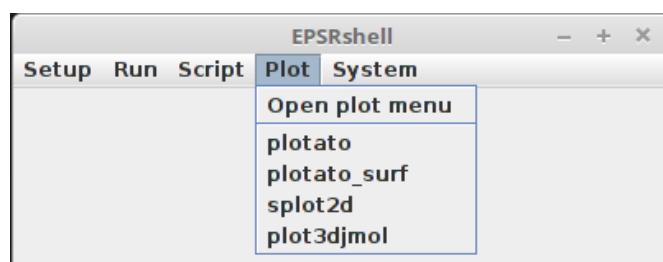 EPSRshell
Setup Run Script Plot System
Open plot menu
plotato
plotato_surf
splot2d
plot3djmol